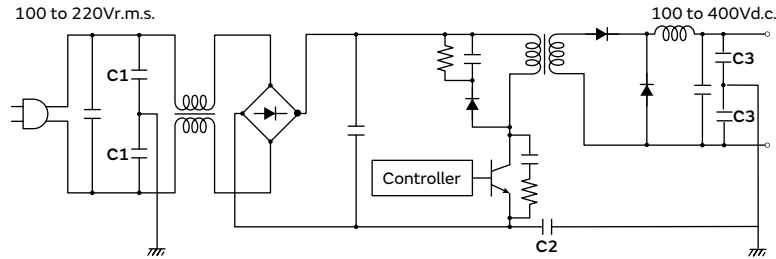 100 to 220Vr.m.s.
100 to 400Vd.c.
C1
C3
C3
C1
Controller
C2